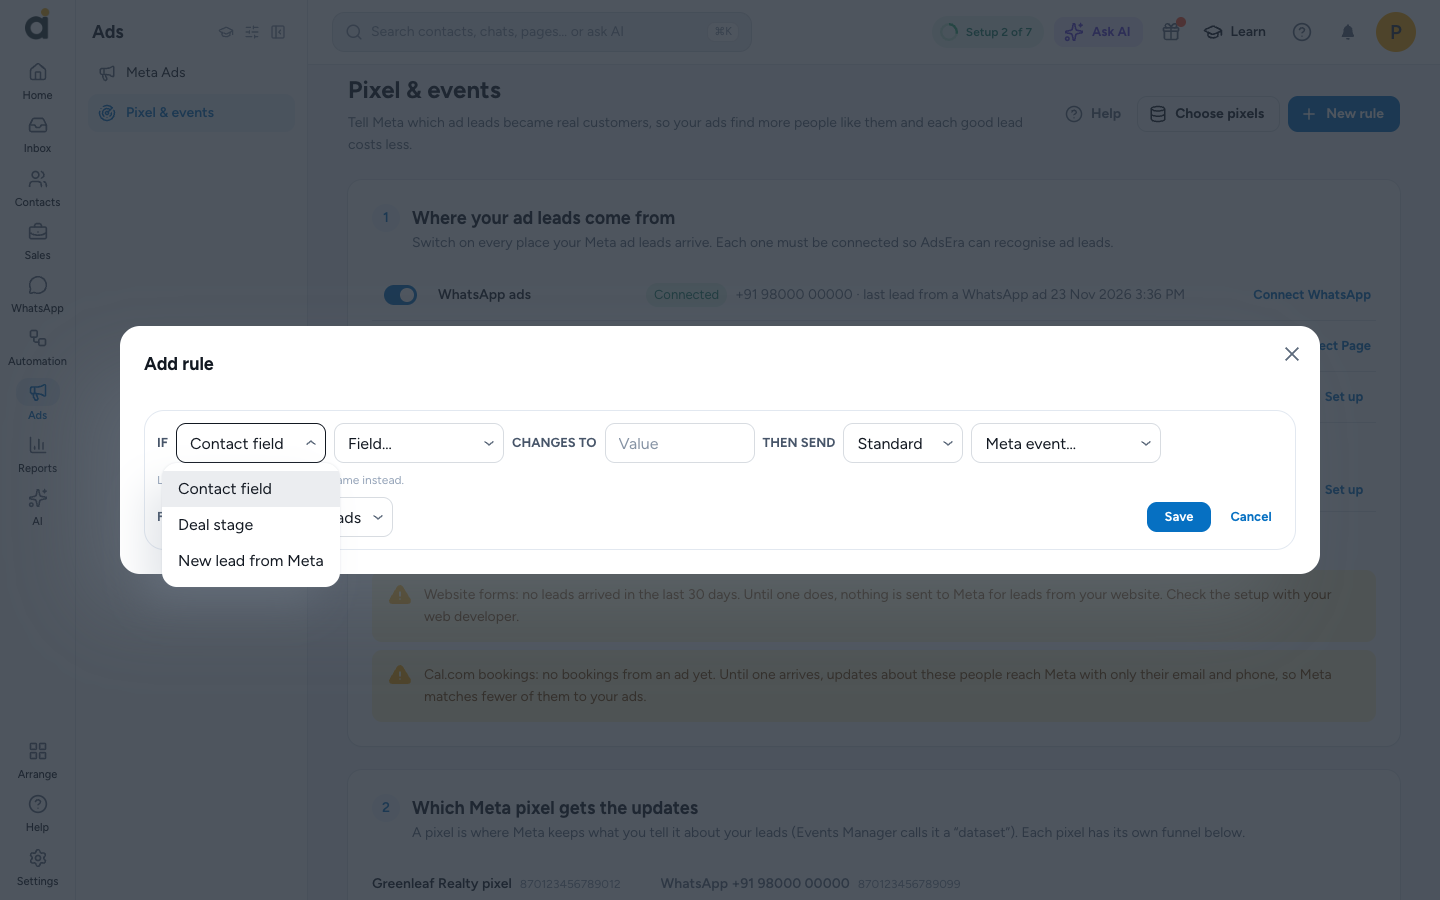 Ads
Search contacts, chats, pages... or ask AI
⌘K
Setup 2 of 7
Ask AI
Learn
P
Home
Inbox
Contacts
Sales
WhatsApp
Automation
Ads
Reports
AI
Arrange
Help
Settings
Meta Ads
Pixel & events
Pixel & events
Tell Meta which ad leads became real customers, so your ads find more people like them and each good lead
costs less.
Help
Choose pixels
New rule
1
Where your ad leads come from
Switch on every place your Meta ad leads arrive. Each one must be connected so AdsEra can recognise ad leads.
WhatsApp ads
Connected
+91 98000 00000 · last lead from a WhatsApp ad 23 Nov 2026 3:36 PM
Connect WhatsApp
ect Page
Set up
Set up
Add rule
IF
Contact field
Field...
CHANGES TO
Value
THEN SEND
Standard
Meta event...
ame instead.
Contact field
Deal stage
New lead from Meta
ads
Save
Cancel
Website forms: no leads arrived in the last 30 days. Until one does, nothing is sent to Meta for leads from your website. Check the setup with your
web developer.
Cal.com bookings: no bookings from an ad yet. Until one arrives, updates about these people reach Meta with only their email and phone, so Meta
matches fewer of them to your ads.
2
Which Meta pixel gets the updates
A pixel is where Meta keeps what you tell it about your leads (Events Manager calls it a "dataset"). Each pixel has its own funnel below.
Greenleaf Realty pixel 870123456789012
WhatsApp +91 98000 00000 870123456789099